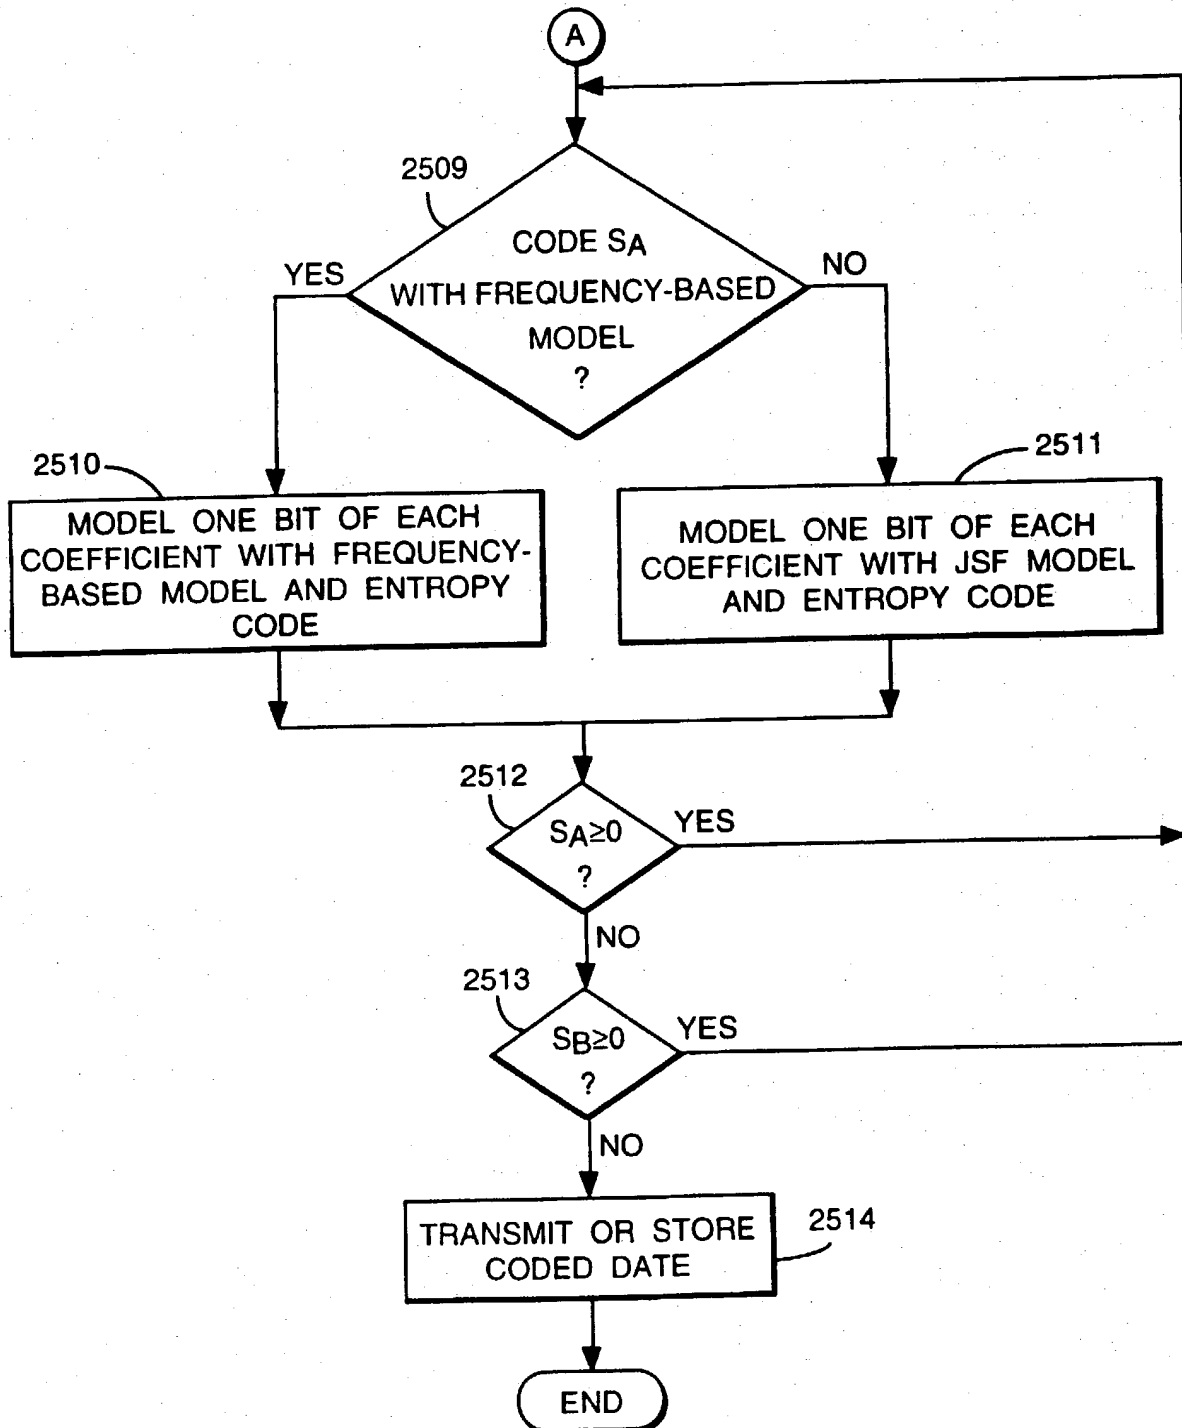 A
2509
CODE SA
WITH FREQUENCY-BASED
MODEL
?
YES
NO
2510
MODEL ONE BIT OF EACH
COEFFICIENT WITH FREQUENCY-
BASED MODEL AND ENTROPY
CODE
2511
MODEL ONE BIT OF EACH
COEFFICIENT WITH JSF MODEL
AND ENTROPY CODE
2512
SA≥0
?
YES
NO
2513
SB≥0
?
YES
NO
TRANSMIT OR STORE
CODED DATE
2514
END